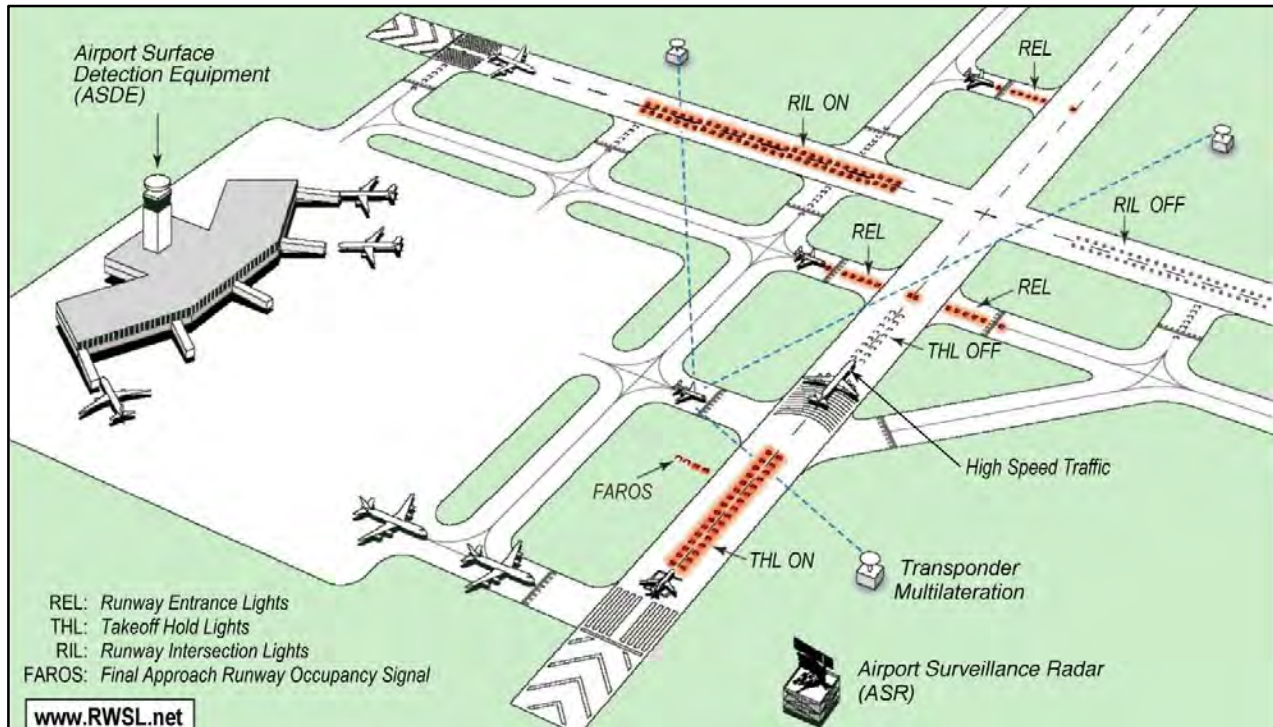 Airport Surface
Detection Equipment
(ASDE)
REL
RIL ON
RIL OFF
REL
REL
THL OFF
High Speed Traffic
FAROS
THL ON
Transponder
Multilateration
REL: Runway Entrance Lights
THL: Takeoff Hold Lights
RIL: Runway Intersection Lights
FAROS: Final Approach Runway Occupancy Signal
Airport Surveillance Radar
(ASR)
www.RWSL.net